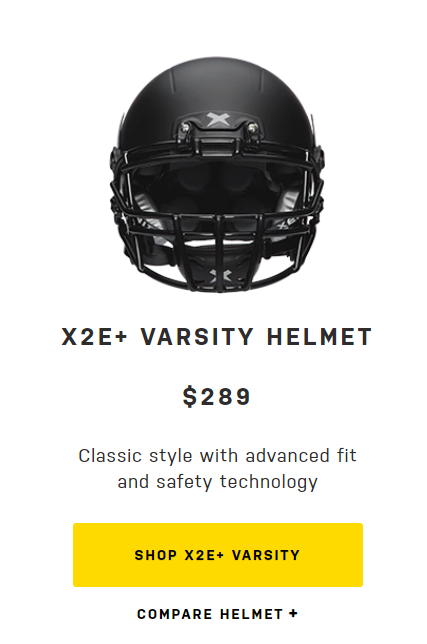 X2E+ VARSITY HELMET
$289
Classic style with advanced fit
and safety technology
SHOP X2E+ VARSITY
COMPARE HELMET +